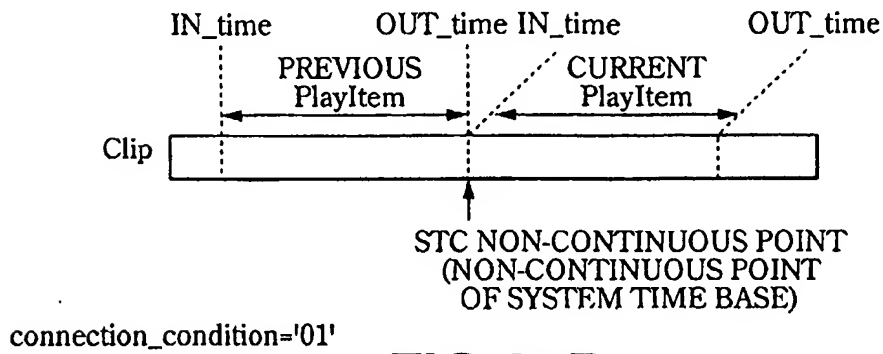 IN_time OUT_time IN_time OUT_time
PREVIOUS CURRENT
PlayItem PlayItem
Clip
STC NON-CONTINUOUS POINT
(NON-CONTINUOUS POINT
OF SYSTEM TIME BASE)
connection_condition='01'